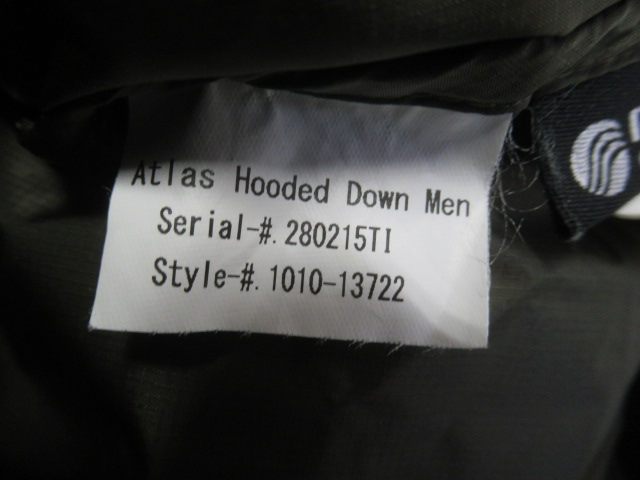 Atlas Hooded Down Men
Serial-#. 280215TI
Style-#. 1010-13722